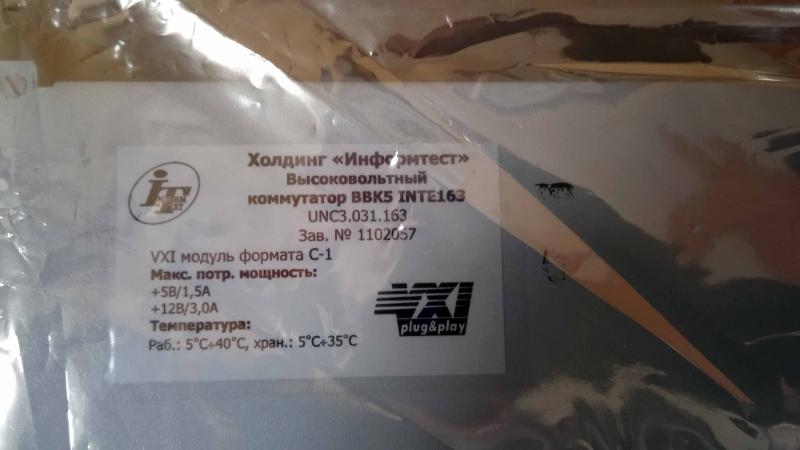 Холдинг «Информтест»
Высоковольтный
коммутатор ВВК5 INTE163
UNC3.031.163
Зав. № 1102057
VXI модуль формата С-1
Макс. потр. мощность:
+5В/1,5А
+12В/3,0А
Температура:
Раб.: 5°С÷40°С, хран.: 5°С÷35°С
VXI
plug&play